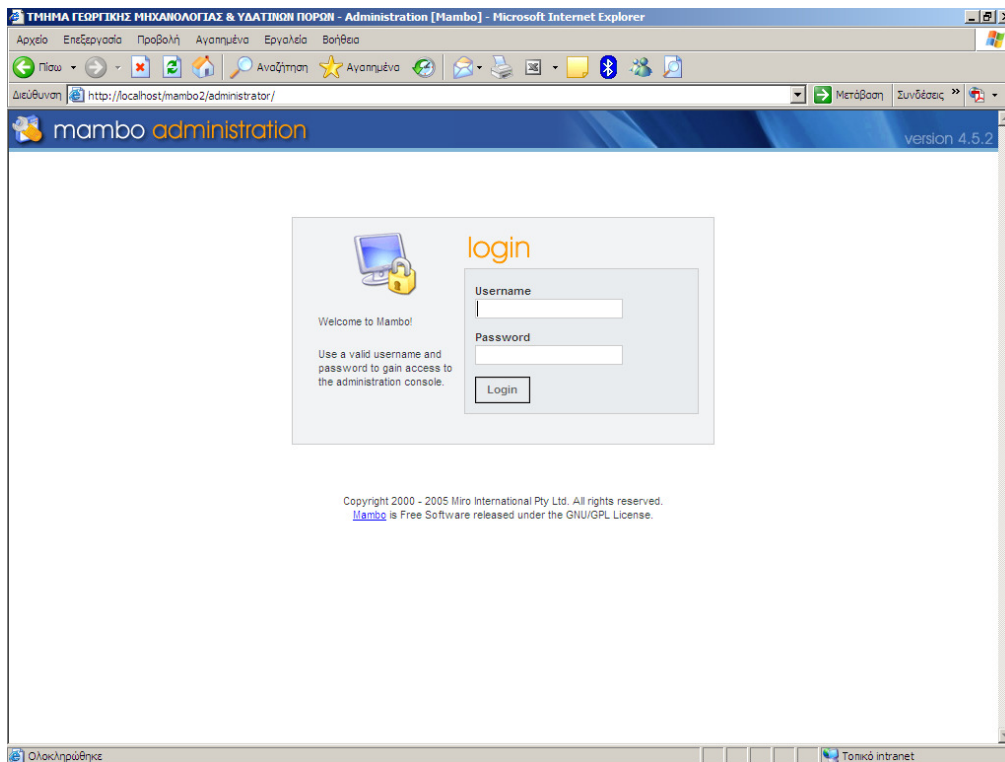 ΤΜΗΜΑ ΓΕΩΡΓΙΚΗΣ ΜΗΧΑΝΟΛΟΓΙΑΣ & ΥΔΑΤΙΝΩΝ ΠΟΡΩΝ - Administration [Mambo] - Microsoft Internet Explorer
Αρχείο Επεξεργασία Προβολή Αγαπημένα Εργαλεία Βοήθεια
Πίσω Αναζήτηση Αγαπημένα
Διεύθυνση http://localhost/mambo2/administrator/ Μετάβαση Συνδέσεις »
mambo administration
version 4.5.2
login
Username
Welcome to Mambo!
Password
Use a valid username and
password to gain access to
the administration console.
Login
Copyright 2000 - 2005 Miro International Pty Ltd. All rights reserved.
Mambo is Free Software released under the GNU/GPL License.
Ολοκληρώθηκε Τοπικό intranet